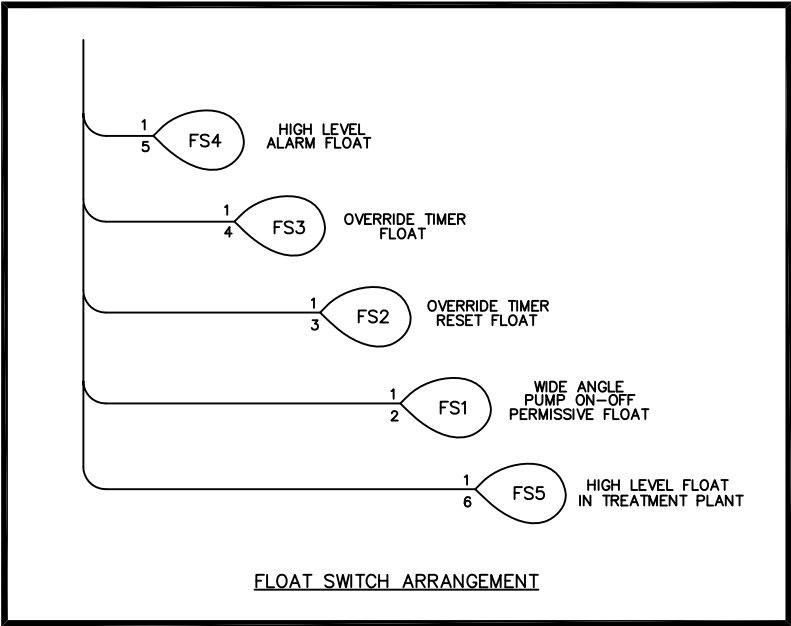 1
5
FS4
HIGH LEVEL
ALARM FLOAT
1
4
FS3
OVERRIDE TIMER
FLOAT
1
3
FS2
OVERRIDE TIMER
RESET FLOAT
1
2
FS1
WIDE ANGLE
PUMP ON-OFF
PERMISSIVE FLOAT
1
6
FS5
HIGH LEVEL FLOAT
IN TREATMENT PLANT
FLOAT SWITCH ARRANGEMENT